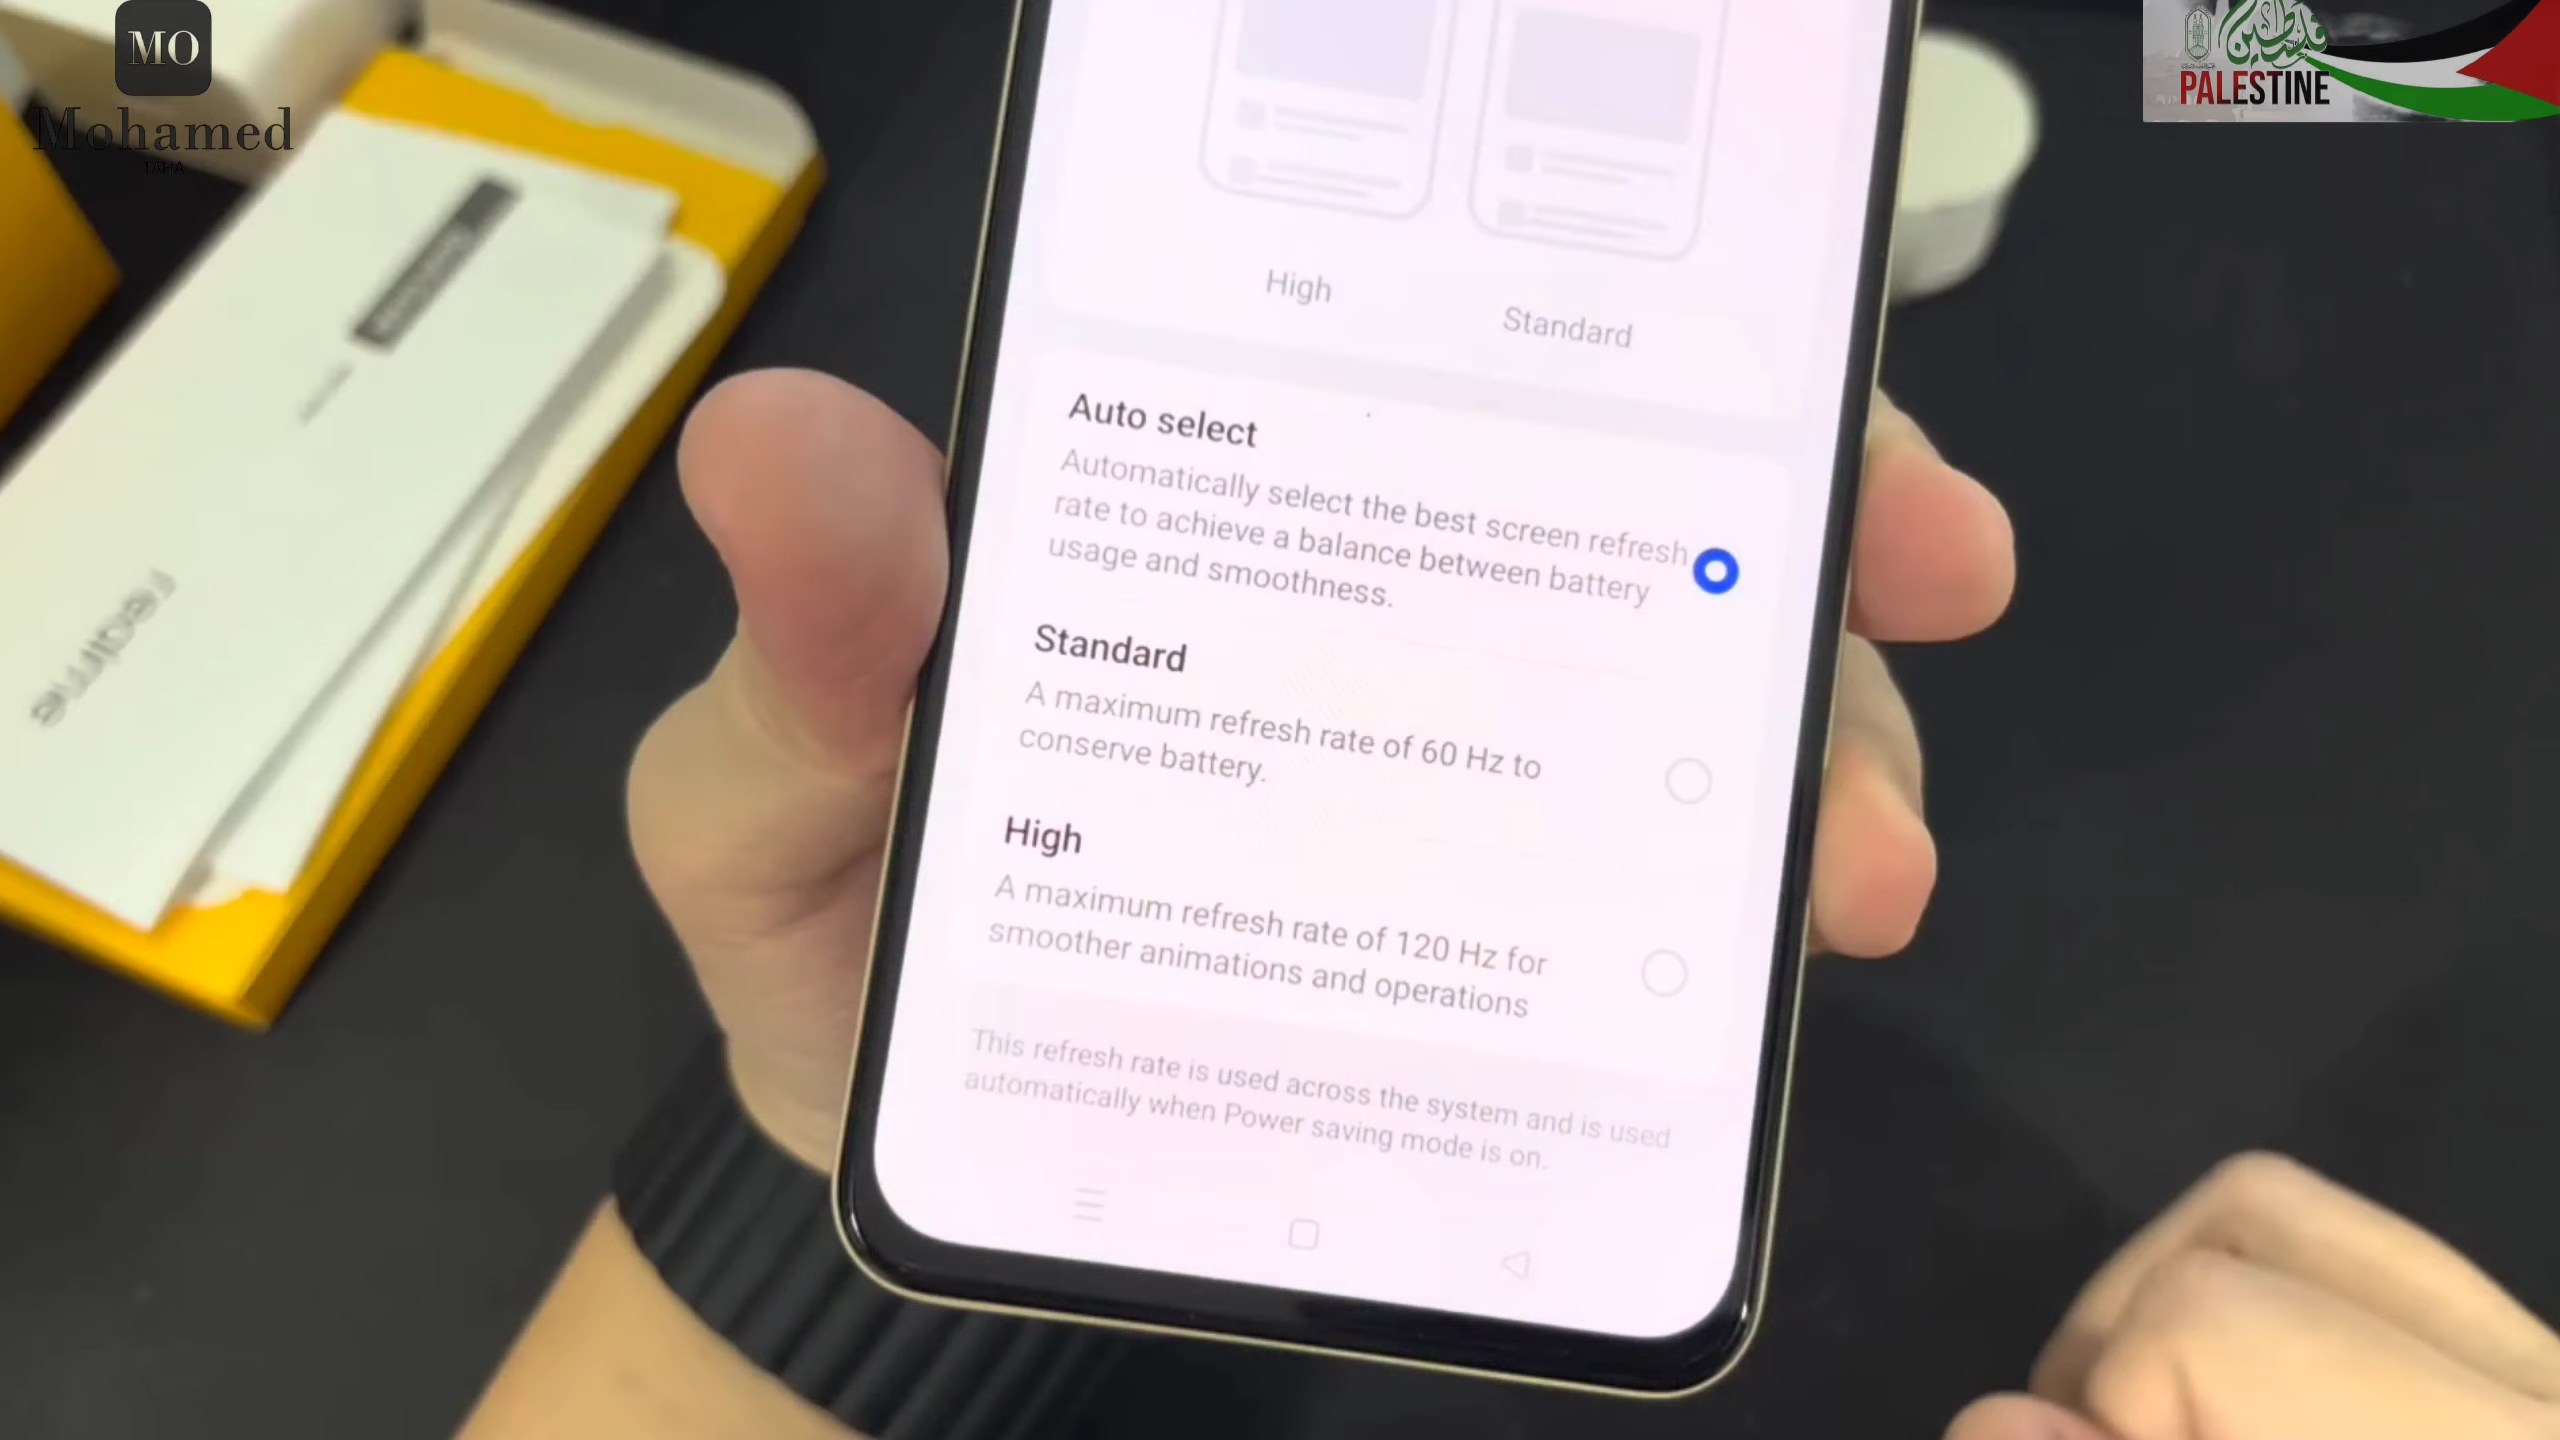 MO
Mohamed
TAHA
فلسطين
PALESTINE
realme
High
Standard
Auto select
Automatically select the best screen refresh
rate to achieve a balance between battery
usage and smoothness.
Standard
A maximum refresh rate of 60 Hz to
conserve battery.
High
A maximum refresh rate of 120 Hz for
smoother animations and operations
This refresh rate is used across the system and is used
automatically when Power saving mode is on.